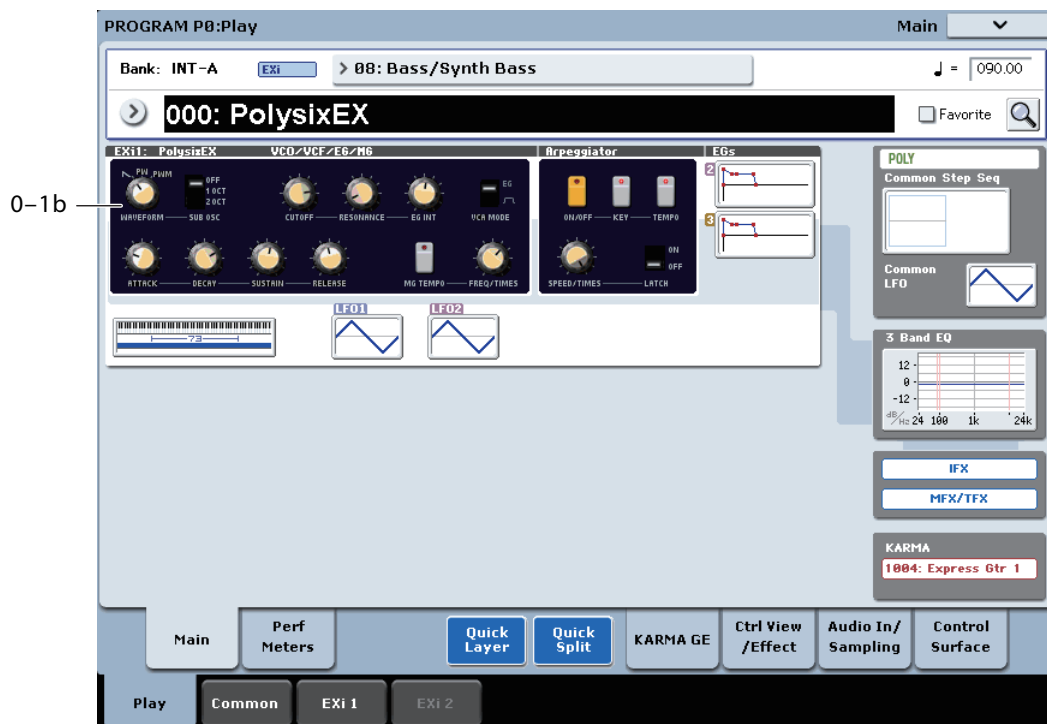 PROGRAM P0:Play
Main
Bank: INT-A
EXi
> 08: Bass/Synth Bass
♩ = 090.00
000: PolysixEX
Favorite
EXi1: PolysixEX VCO/VCF/EG/MG
Arpeggiator
EGs
PW PWM
OFF
1 OCT
2 OCT
WAVEFORM
SUB OSC
CUTOFF
RESONANCE
EG INT
EG
VCA MODE
ON/OFF
KEY
TEMPO
2
3
0–1b
ATTACK
DECAY
SUSTAIN
RELEASE
MG TEMPO
FREQ/TIMES
SPEED/TIMES
ON
OFF
LATCH
73
LFO1
LFO2
POLY
Common Step Seq
Common
LFO
3 Band EQ
12
0
-12
dB/Hz 24 100 1k 24k
IFX
MFX/TFX
KARMA
1004: Express Gtr 1
Main
Perf
Meters
Quick
Layer
Quick
Split
KARMA GE
Ctrl View
/Effect
Audio In/
Sampling
Control
Surface
Play
Common
EXi 1
EXi 2